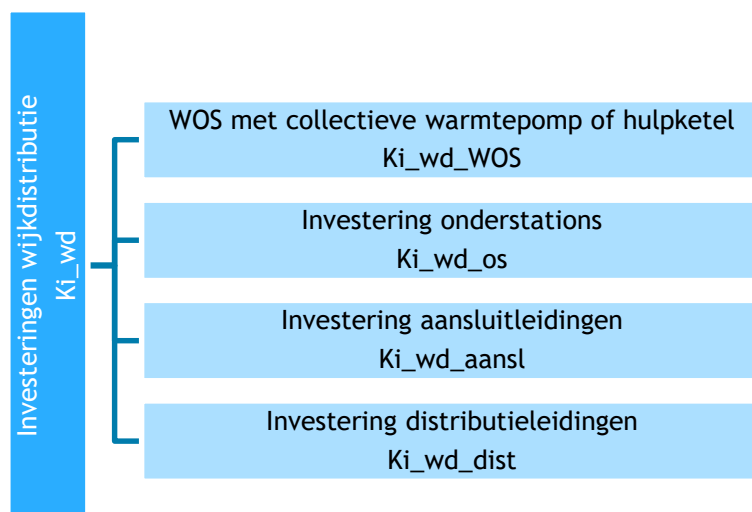 Investeringen wijkdistributie
Ki_wd
WOS met collectieve warmtepomp of hulpketel
Ki_wd_WOS
Investering onderstations
Ki_wd_os
Investering aansluitleidingen
Ki_wd_aansl
Investering distributieleidingen
Ki_wd_dist